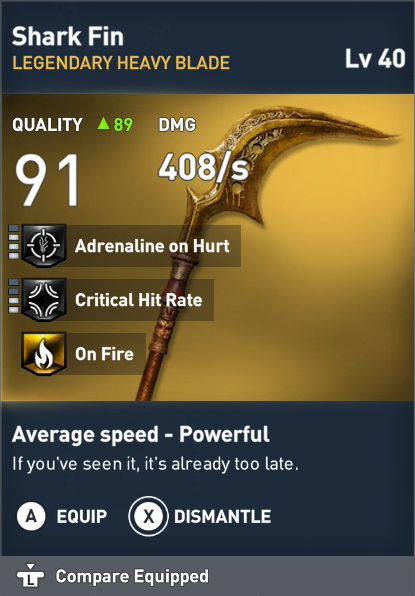 Shark Fin
LEGENDARY HEAVY BLADE
Lv 40
QUALITY ▲89 DMG
91 408/s
Adrenaline on Hurt
Critical Hit Rate
On Fire
Average speed - Powerful
If you've seen it, it's already too late.
A EQUIP X DISMANTLE
L Compare Equipped